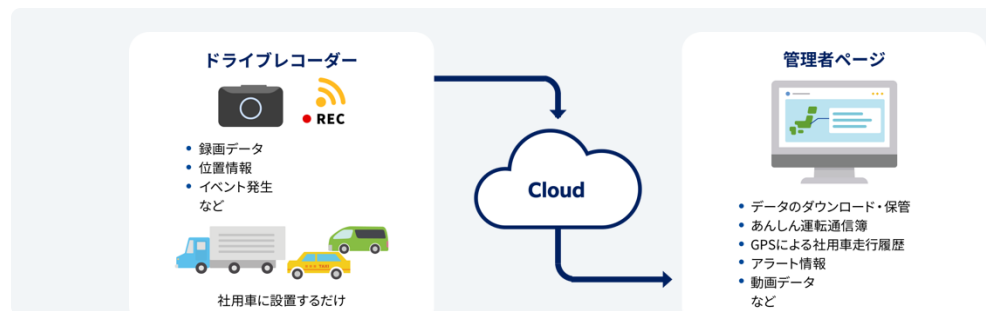 ドライブレコーダー
REC
• 録画データ
• 位置情報
• イベント発生
など
TAXI
社用車に設置するだけ
Cloud
管理者ページ
• データのダウンロード・保管
• あんしん運転通信簿
• GPSによる社用車走行履歴
• アラート情報
• 動画データ
など